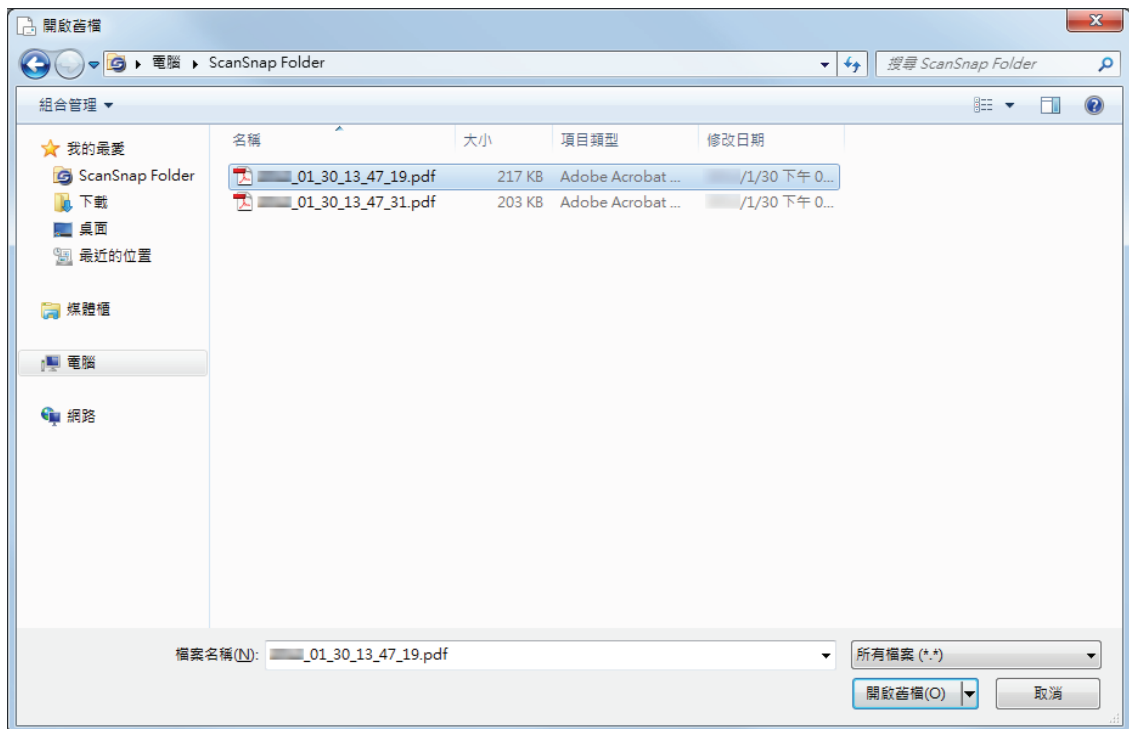 開啟舊檔
電腦 ScanSnap Folder 搜尋 ScanSnap Folder
組合管理
名稱 大小 項目類型 修改日期
我的最愛
ScanSnap Folder
下載
桌面
最近的位置
媒體櫃
電腦
網路
_01_30_13_47_19.pdf 217 KB Adobe Acrobat ... /1/30 下午 0...
_01_30_13_47_31.pdf 203 KB Adobe Acrobat ... /1/30 下午 0...
檔案名稱(N): _01_30_13_47_19.pdf 所有檔案 (*.*)
開啟舊檔(O) 取消